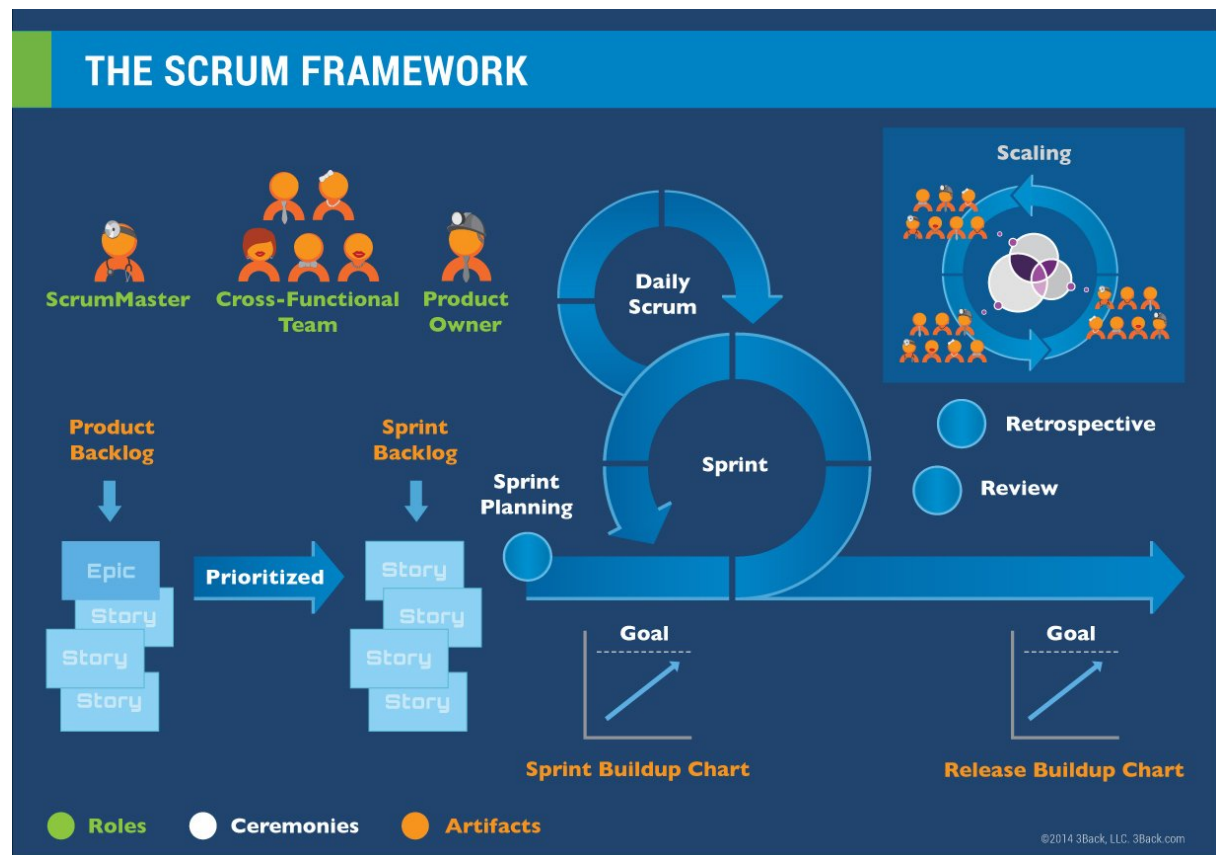 THE SCRUM FRAMEWORK
Scaling
ScrumMaster
Cross-Functional
Team
Product
Owner
Daily
Scrum
Product
Backlog
Sprint
Backlog
Sprint
Planning
Sprint
Retrospective
Review
Epic
Story
Story
Story
Prioritized
Story
Story
Story
Story
Goal
Goal
Sprint Buildup Chart
Release Buildup Chart
Roles
Ceremonies
Artifacts
©2014 3Back, LLC. 3Back.com